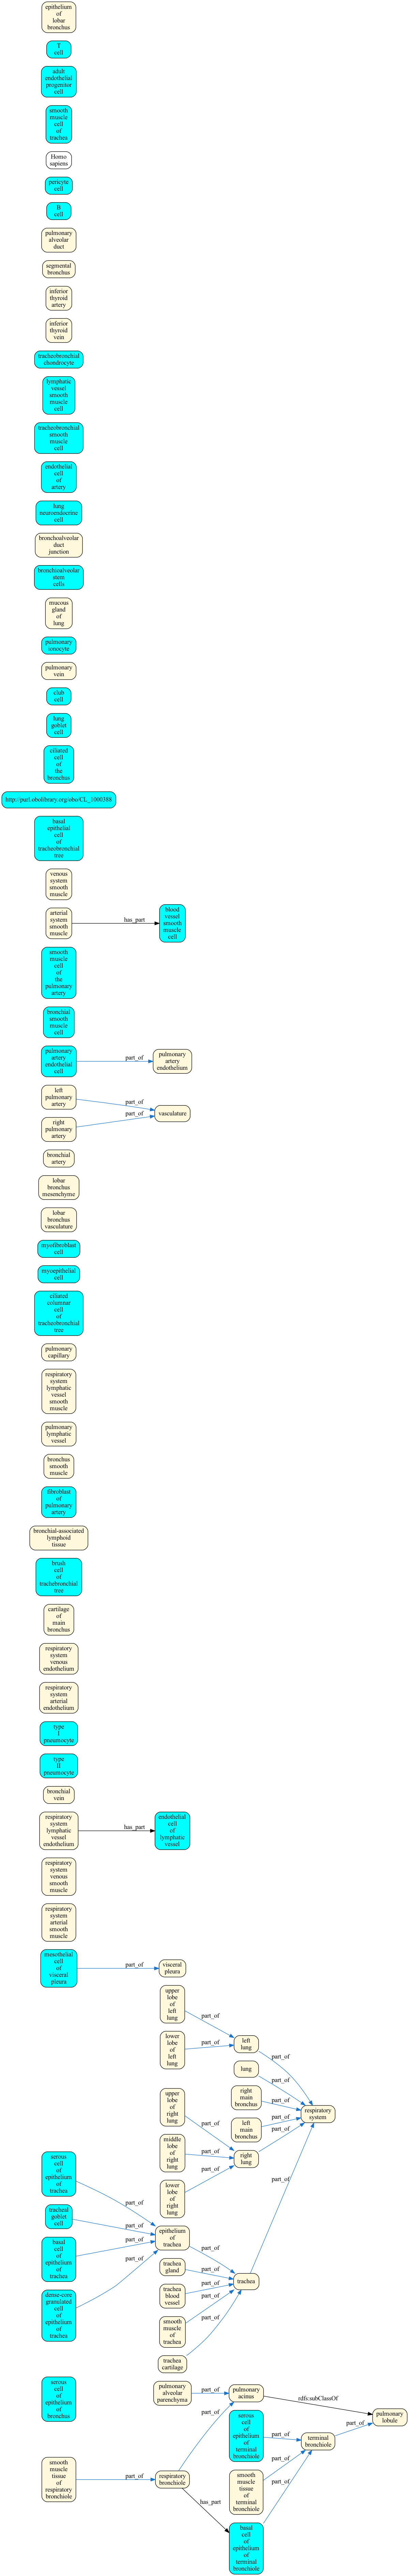 epithelium
of
lobar
bronchus
T
cell
adult
endothelial
progenitor
cell
smooth
muscle
cell
of
trachea
Homo
sapiens
pericyte
cell
B
cell
pulmonary
alveolar
duct
segmental
bronchus
inferior
thyroid
artery
inferior
thyroid
vein
tracheobronchial
chondrocyte
lymphatic
vessel
smooth
muscle
cell
tracheobronchial
smooth
muscle
cell
endothelial
cell
of
artery
lung
neuroendocrine
cell
bronchoalveolar
duct
junction
bronchioalveolar
stem
cells
mucous
gland
of
lung
pulmonary
ionocyte
pulmonary
vein
club
cell
lung
goblet
cell
ciliated
cell
of
the
bronchus
http://purl.obolibrary.org/obo/CL_1000388
basal
epithelial
cell
of
tracheobronchial
tree
venous
system
smooth
muscle
arterial
system
smooth
muscle
has_part
blood
vessel
smooth
muscle
cell
smooth
muscle
cell
of
the
pulmonary
artery
bronchial
smooth
muscle
cell
pulmonary
artery
endothelial
cell
part_of
pulmonary
artery
endothelium
left
pulmonary
artery
part_of
right
pulmonary
artery
part_of
vasculature
bronchial
artery
lobar
bronchus
mesenchyme
lobar
bronchus
vasculature
myofibroblast
cell
myoepithelial
cell
ciliated
columnar
cell
of
tracheobronchial
tree
pulmonary
capillary
respiratory
system
lymphatic
vessel
smooth
muscle
pulmonary
lymphatic
vessel
bronchus
smooth
muscle
fibroblast
of
pulmonary
artery
bronchial-associated
lymphoid
tissue
brush
cell
of
trachebronchial
tree
cartilage
of
main
bronchus
respiratory
system
venous
endothelium
respiratory
system
arterial
endothelium
type
I
pneumocyte
type
II
pneumocyte
bronchial
vein
respiratory
system
lymphatic
vessel
endothelium
has_part
endothelial
cell
of
lymphatic
vessel
respiratory
system
venous
smooth
muscle
respiratory
system
arterial
smooth
muscle
mesothelial
cell
of
visceral
pleura
part_of
visceral
pleura
upper
lobe
of
left
lung
part_of
lower
lobe
of
left
lung
part_of
left
lung
part_of
lung
part_of
right
main
bronchus
part_of
left
main
bronchus
part_of
respiratory
system
upper
lobe
of
right
lung
part_of
middle
lobe
of
right
lung
part_of
lower
lobe
of
right
lung
part_of
right
lung
part_of
serous
cell
of
epithelium
of
trachea
part_of
tracheal
goblet
cell
part_of
basal
cell
of
epithelium
of
trachea
part_of
dense-core
granulated
cell
of
epithelium
of
trachea
part_of
epithelium
of
trachea
part_of
trachea
gland
part_of
trachea
blood
vessel
part_of
smooth
muscle
of
trachea
part_of
trachea
cartilage
part_of
trachea
part_of
serous
cell
of
epithelium
of
bronchus
pulmonary
alveolar
parenchyma
part_of
pulmonary
acinus
rdfs:subClassOf
pulmonary
lobule
serous
cell
of
epithelium
of
terminal
bronchiole
part_of
terminal
bronchiole
part_of
smooth
muscle
tissue
of
respiratory
bronchiole
part_of
respiratory
bronchiole
part_of
has_part
smooth
muscle
tissue
of
terminal
bronchiole
part_of
basal
cell
of
epithelium
of
terminal
bronchiole
part_of